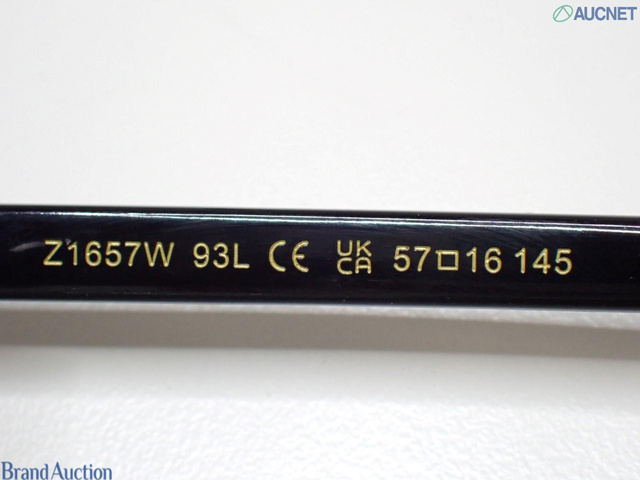 AUCNET
Z1657W 93L CE UK CA 57□16 145
Brand Auction